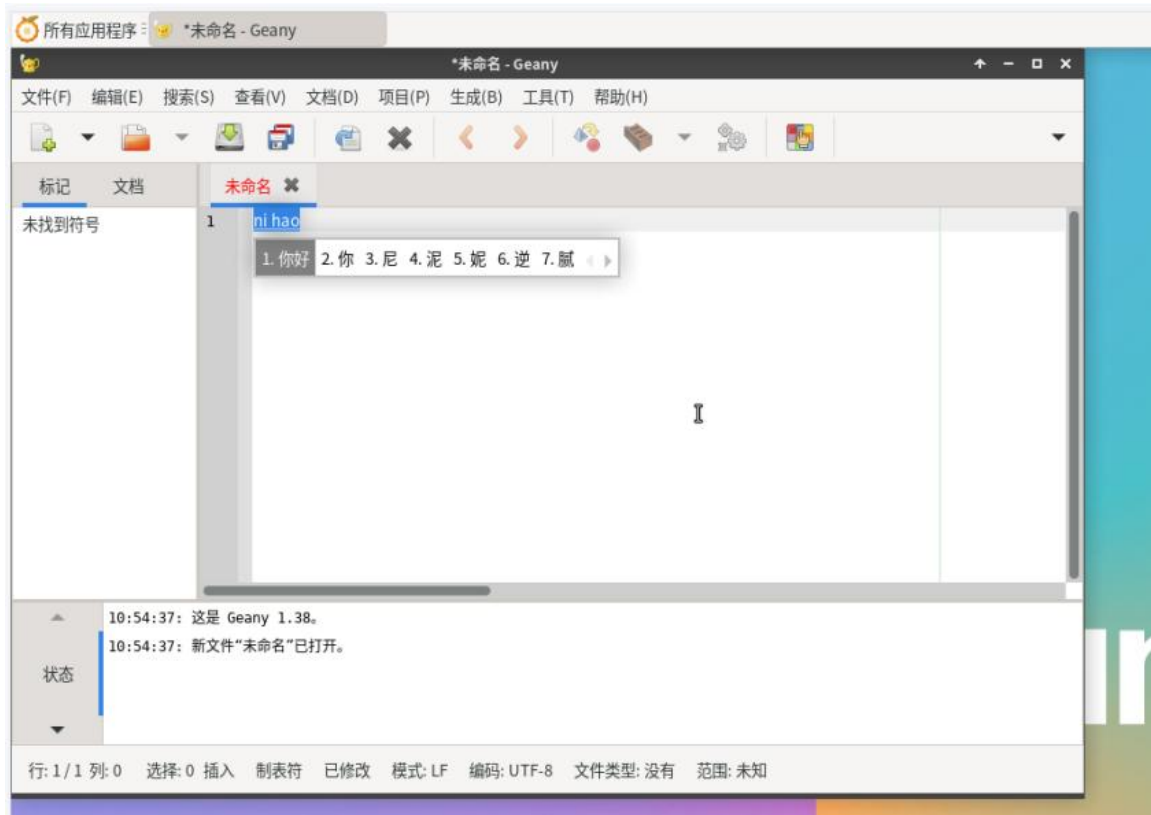 所有应用程序 *未命名 - Geany
*未命名 - Geany
文件(F) 编辑(E) 搜索(S) 查看(V) 文档(D) 项目(P) 生成(B) 工具(T) 帮助(H)
标记 文档 未命名
未找到符号 1 ni hao
1. 你好 2. 你 3. 尼 4. 泥 5. 妮 6. 逆 7. 腻
10:54:37: 这是 Geany 1.38。
10:54:37: 新文件“未命名”已打开。
状态
行: 1 / 1 列: 0 选择: 0 插入 制表符 已修改 模式: LF 编码: UTF-8 文件类型: 没有 范围: 未知